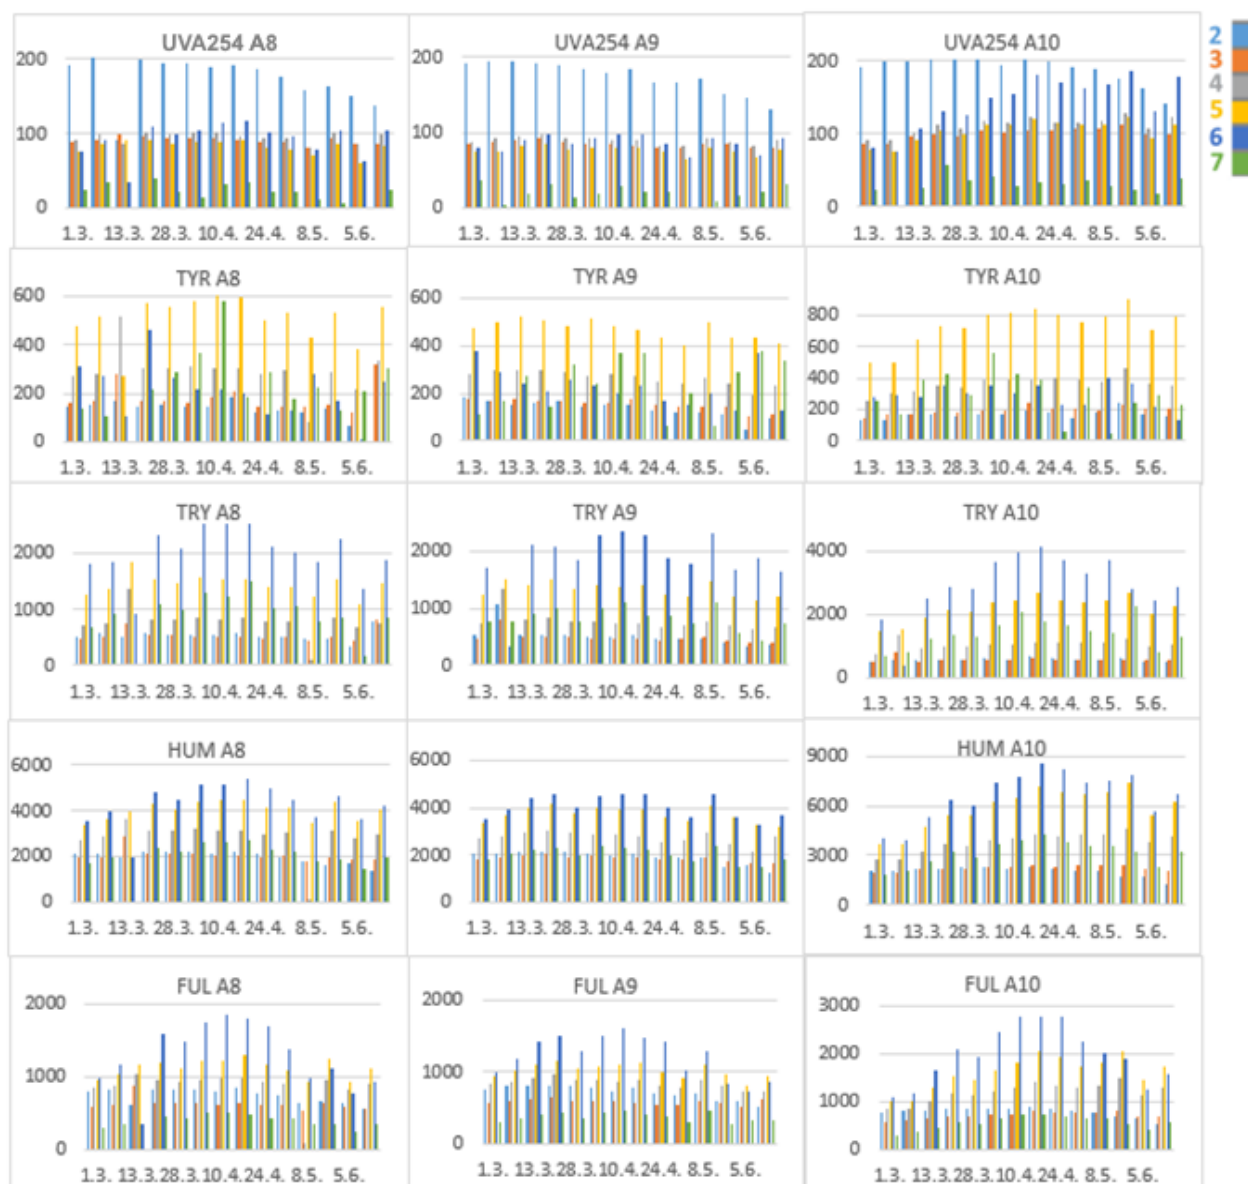 UVA254 A8
200
100
0
1.3. 13.3. 28.3. 10.4. 24.4. 8.5. 5.6.
UVA254 A9
200
100
0
1.3. 13.3. 28.3. 10.4. 24.4. 8.5. 5.6.
UVA254 A10
200
100
0
1.3. 13.3. 28.3. 10.4. 24.4. 8.5. 5.6.
2
3
4
5
6
7
TYR A8
600
400
200
0
1.3. 13.3. 28.3. 10.4. 24.4. 8.5. 5.6.
TYR A9
600
400
200
0
1.3. 13.3. 28.3. 10.4. 24.4. 8.5. 5.6.
TYR A10
800
600
400
200
0
1.3. 13.3. 28.3. 10.4. 24.4. 8.5. 5.6.
TRY A8
2000
1000
0
1.3. 13.3. 28.3. 10.4. 24.4. 8.5. 5.6.
TRY A9
2000
1000
0
1.3. 13.3. 28.3. 10.4. 24.4. 8.5. 5.6.
TRY A10
4000
2000
0
1.3. 13.3. 28.3. 10.4. 24.4. 8.5. 5.6.
HUM A8
6000
4000
2000
0
1.3. 13.3. 28.3. 10.4. 24.4. 8.5. 5.6.
6000
4000
2000
0
1.3. 13.3. 28.3. 10.4. 24.4. 8.5. 5.6.
HUM A10
9000
6000
3000
0
1.3. 13.3. 28.3. 10.4. 24.4. 8.5. 5.6.
FUL A8
2000
1000
0
1.3. 13.3. 28.3. 10.4. 24.4. 8.5. 5.6.
FUL A9
2000
1000
0
1.3. 13.3. 28.3. 10.4. 24.4. 8.5. 5.6.
FUL A10
3000
2000
1000
0
1.3. 13.3. 28.3. 10.4. 24.4. 8.5. 5.6.